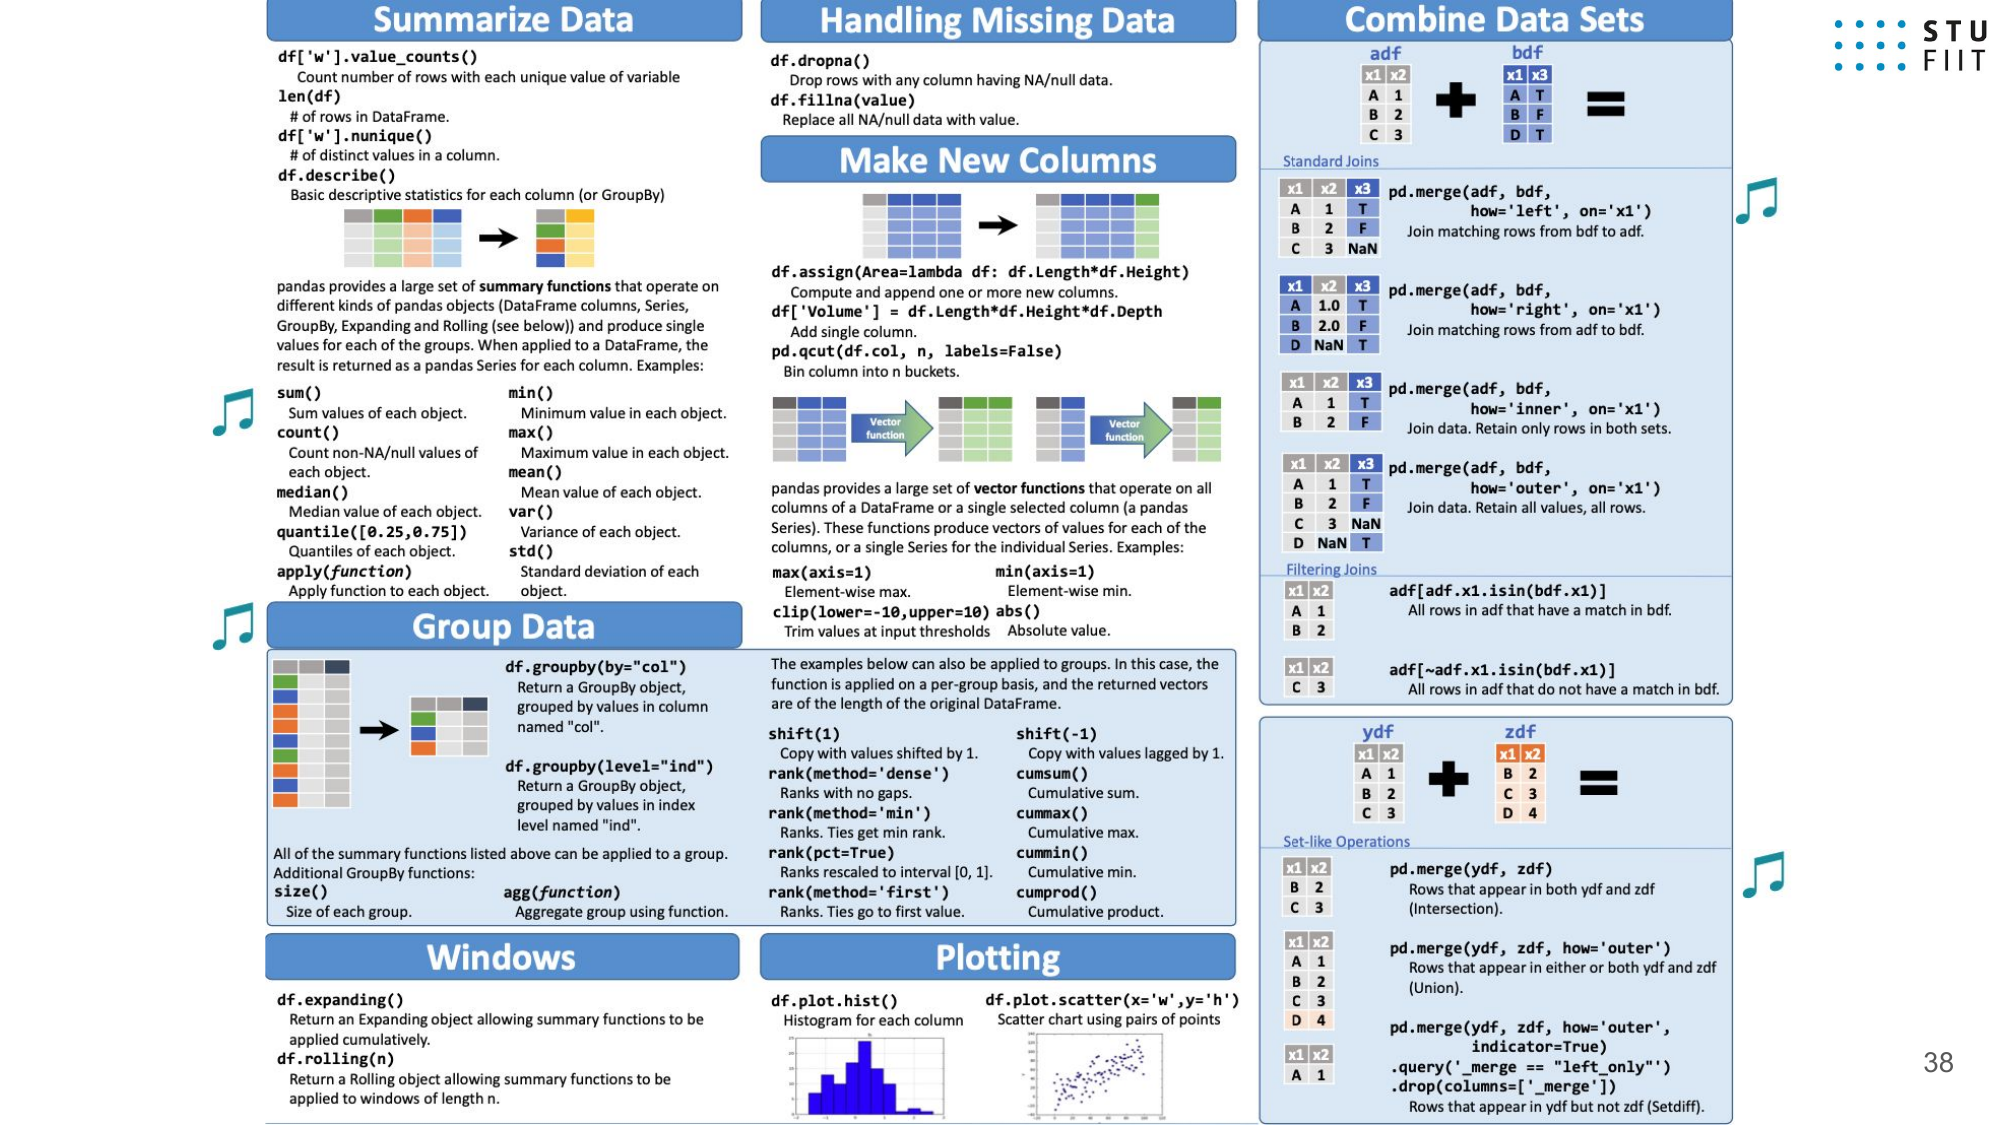 Summarize Data
df['w'].value_counts()
Count number of rows with each unique value of variable
len(df)
# of rows in DataFrame.
df['w'].nunique()
# of distinct values in a column.
df.describe()
Basic descriptive statistics for each column (or GroupBy)
pandas provides a large set of summary functions that operate on
different kinds of pandas objects (DataFrame columns, Series,
GroupBy, Expanding and Rolling (see below)) and produce single
values for each of the groups. When applied to a DataFrame, the
result is returned as a pandas Series for each column. Examples:
sum()
Sum values of each object.
count()
Count non-NA/null values of
each object.
median()
Median value of each object.
quantile([0.25,0.75])
Quantiles of each object.
apply(function)
Apply function to each object.
min()
Minimum value in each object.
max()
Maximum value in each object.
mean()
Mean value of each object.
var()
Variance of each object.
std()
Standard deviation of each
object.
Group Data
df.groupby(by="col")
Return a GroupBy object,
grouped by values in column
named "col".
df.groupby(level="ind")
Return a GroupBy object,
grouped by values in index
level named "ind".
All of the summary functions listed above can be applied to a group.
Additional GroupBy functions:
size()
Size of each group.
agg(function)
Aggregate group using function.
Windows
df.expanding()
Return an Expanding object allowing summary functions to be
applied cumulatively.
df.rolling(n)
Return a Rolling object allowing summary functions to be
applied to windows of length n.
Handling Missing Data
df.dropna()
Drop rows with any column having NA/null data.
df.fillna(value)
Replace all NA/null data with value.
Make New Columns
df.assign(Area=lambda df: df.Length*df.Height)
Compute and append one or more new columns.
df['Volume'] = df.Length*df.Height*df.Depth
Add single column.
pd.qcut(df.col, n, labels=False)
Bin column into n buckets.
Vector
function
Vector
function
pandas provides a large set of vector functions that operate on all
columns of a DataFrame or a single selected column (a pandas
Series). These functions produce vectors of values for each of the
columns, or a single Series for the individual Series. Examples:
max(axis=1)
Element-wise max.
clip(lower=-10,upper=10)
Trim values at input thresholds
min(axis=1)
Element-wise min.
abs()
Absolute value.
The examples below can also be applied to groups. In this case, the
function is applied on a per-group basis, and the returned vectors
are of the length of the original DataFrame.
shift(1)
Copy with values shifted by 1.
rank(method='dense')
Ranks with no gaps.
rank(method='min')
Ranks. Ties get min rank.
rank(pct=True)
Ranks rescaled to interval [0, 1].
rank(method='first')
Ranks. Ties go to first value.
shift(-1)
Copy with values lagged by 1.
cumsum()
Cumulative sum.
cummax()
Cumulative max.
cummin()
Cumulative min.
cumprod()
Cumulative product.
Plotting
df.plot.hist()
Histogram for each column
df.plot.scatter(x='w',y='h')
Scatter chart using pairs of points
Combine Data Sets
adf
x1 x2
A 1
B 2
C 3
bdf
x1 x3
A T
B F
D T
Standard Joins
x1 x2 x3
A 1 T
B 2 F
C 3 NaN
pd.merge(adf, bdf,
how='left', on='x1')
Join matching rows from bdf to adf.
x1 x2 x3
A 1.0 T
B 2.0 F
D NaN T
pd.merge(adf, bdf,
how='right', on='x1')
Join matching rows from adf to bdf.
x1 x2 x3
A 1 T
B 2 F
pd.merge(adf, bdf,
how='inner', on='x1')
Join data. Retain only rows in both sets.
x1 x2 x3
A 1 T
B 2 F
C 3 NaN
D NaN T
pd.merge(adf, bdf,
how='outer', on='x1')
Join data. Retain all values, all rows.
Filtering Joins
x1 x2
A 1
B 2
adf[adf.x1.isin(bdf.x1)]
All rows in adf that have a match in bdf.
x1 x2
C 3
adf[~adf.x1.isin(bdf.x1)]
All rows in adf that do not have a match in bdf.
ydf
x1 x2
A 1
B 2
C 3
zdf
x1 x2
B 2
C 3
D 4
Set-like Operations
x1 x2
B 2
C 3
pd.merge(ydf, zdf)
Rows that appear in both ydf and zdf
(Intersection).
x1 x2
A 1
B 2
C 3
D 4
pd.merge(ydf, zdf, how='outer')
Rows that appear in either or both ydf and zdf
(Union).
x1 x2
A 1
pd.merge(ydf, zdf, how='outer',
indicator=True)
.query('_merge == "left_only"')
.drop(columns=['_merge'])
Rows that appear in ydf but not zdf (Setdiff).
STU
FIIT
38